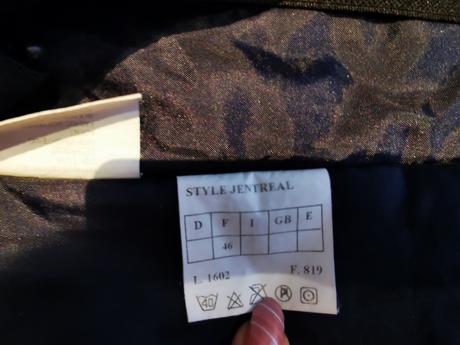 STYLE JENTREAL
D F I GB E
46
L. 1602 F. 819
40 P